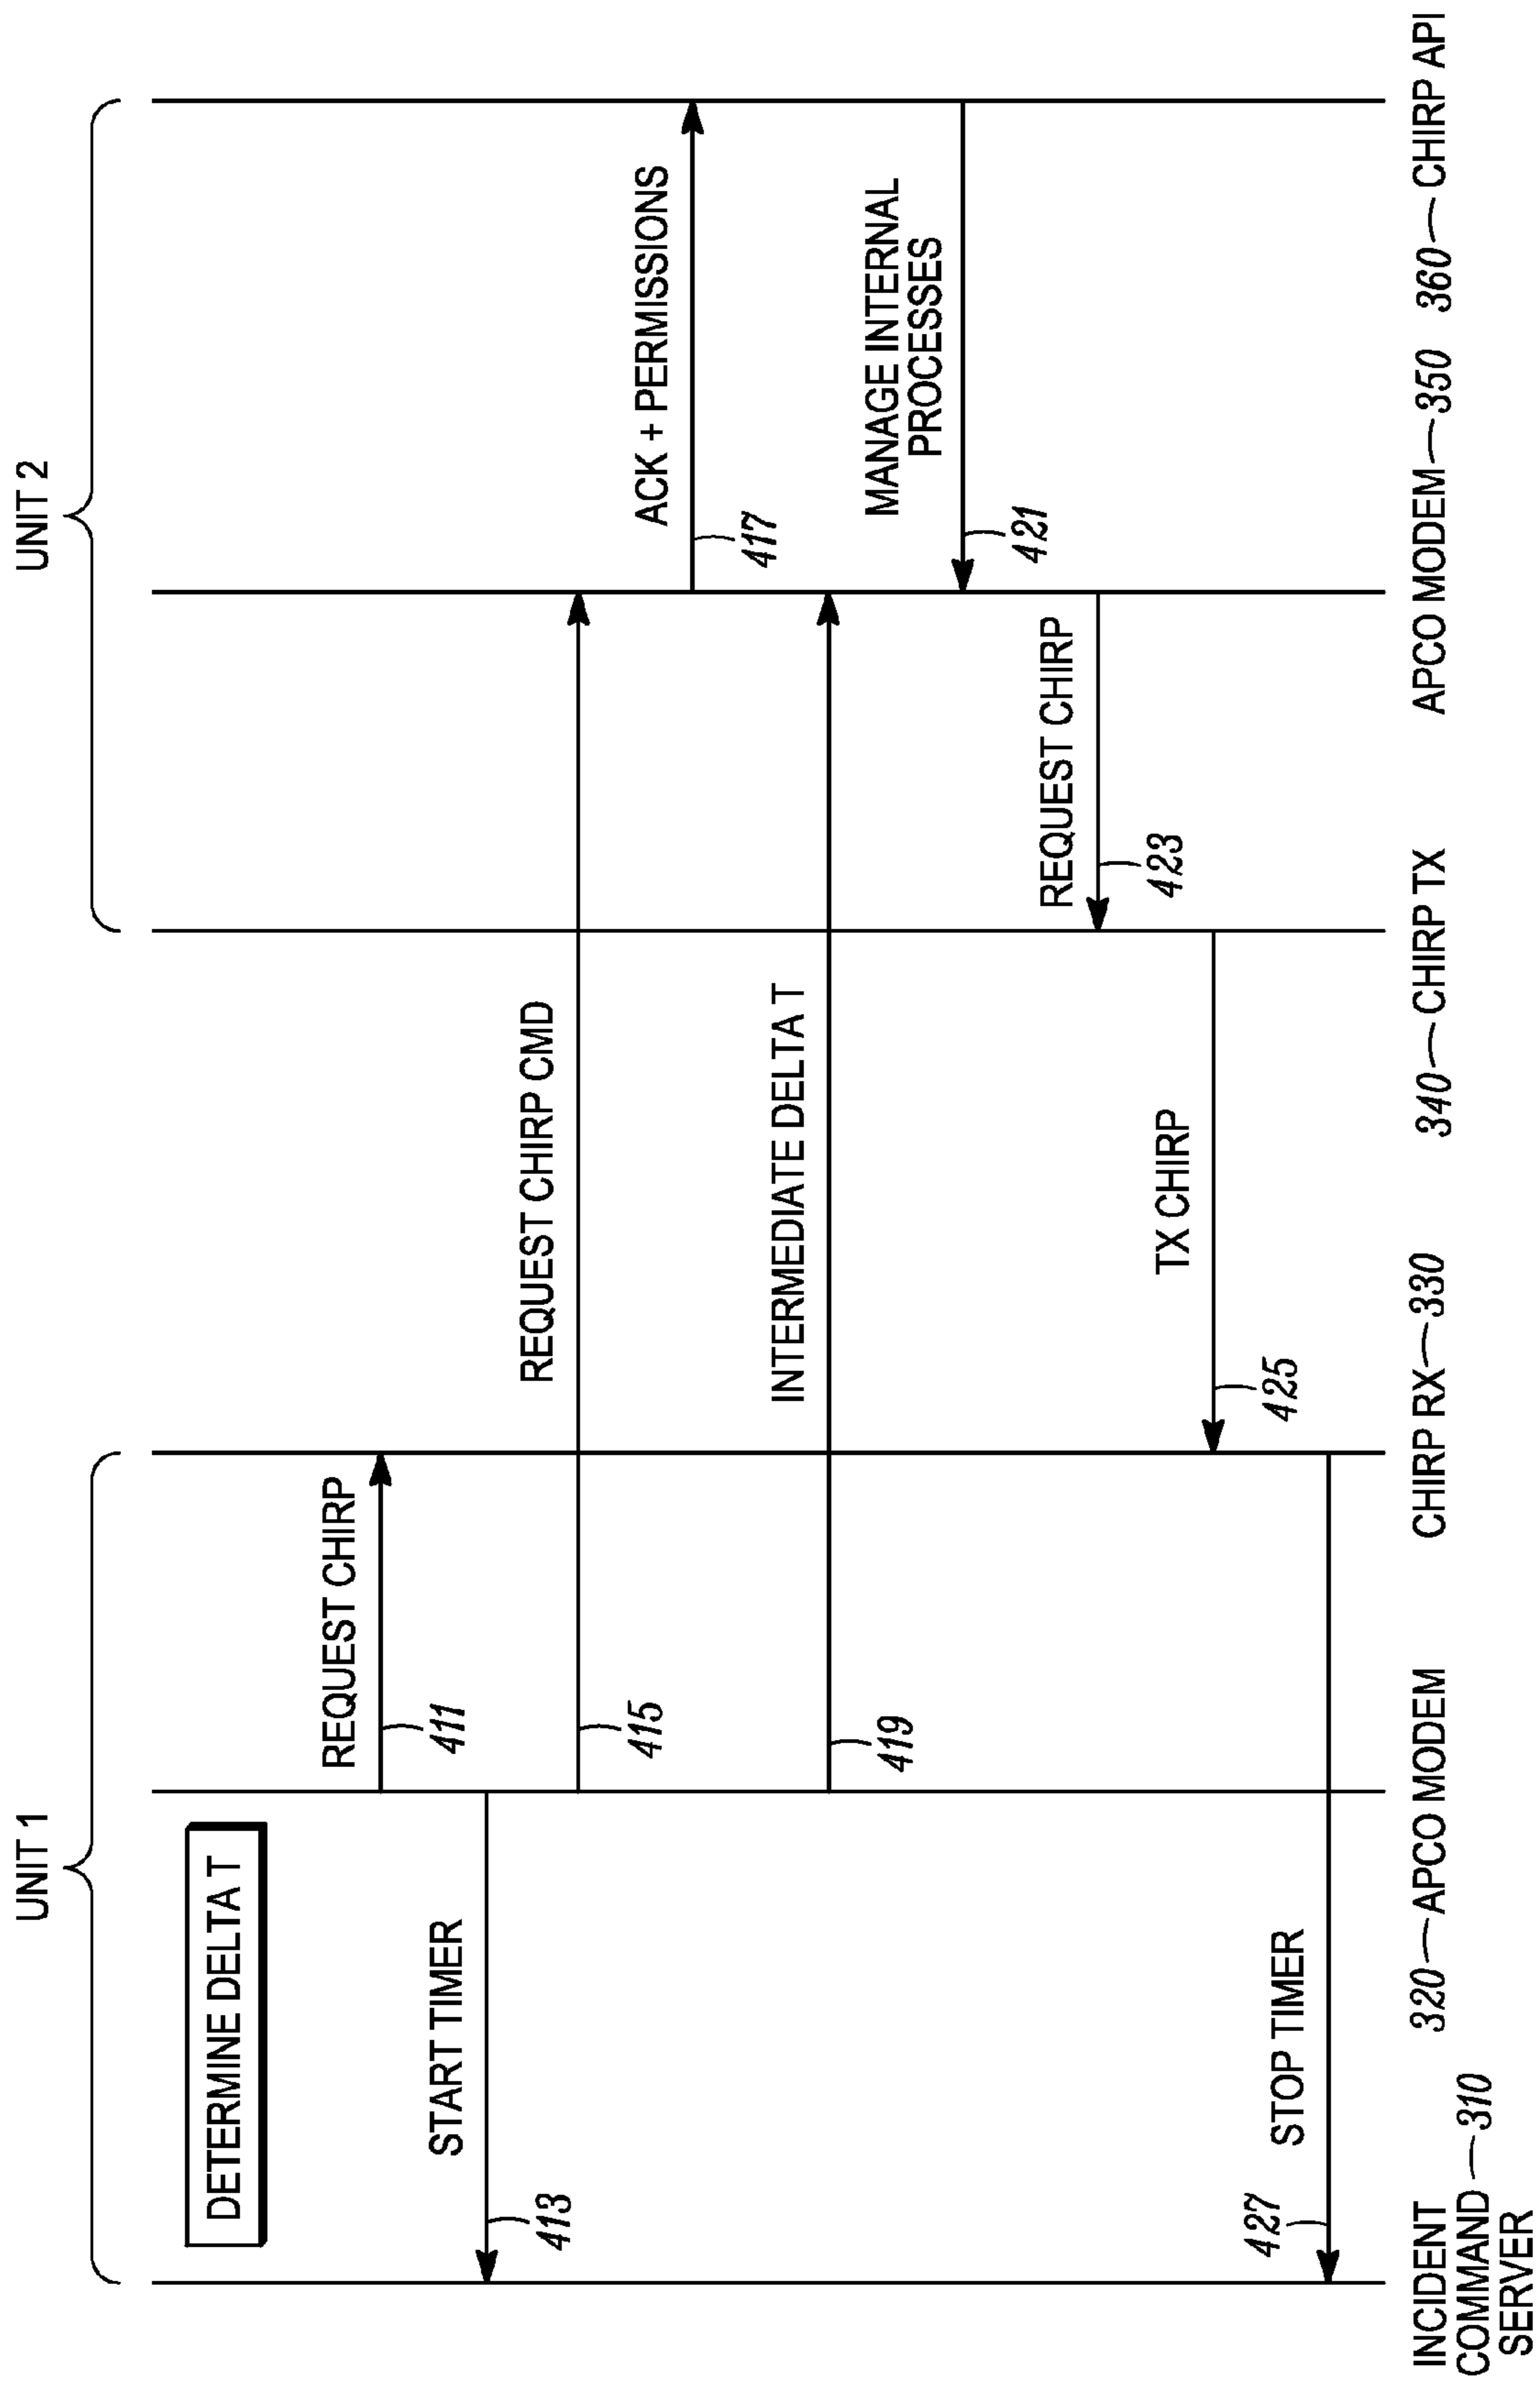 UNIT 1
UNIT 2
DETERMINE DELTA T
REQUEST CHIRP
411
START TIMER
413
REQUEST CHIRP CMD
415
ACK + PERMISSIONS
417
INTERMEDIATE DELTA T
419
MANAGE INTERNAL
PROCESSES
421
REQUEST CHIRP
423
TX CHIRP
425
STOP TIMER
427
INCIDENT
COMMAND 310
SERVER
320 APCO MODEM
CHIRP RX 330
340 CHIRP TX
APCO MODEM 350
360 CHIRP API